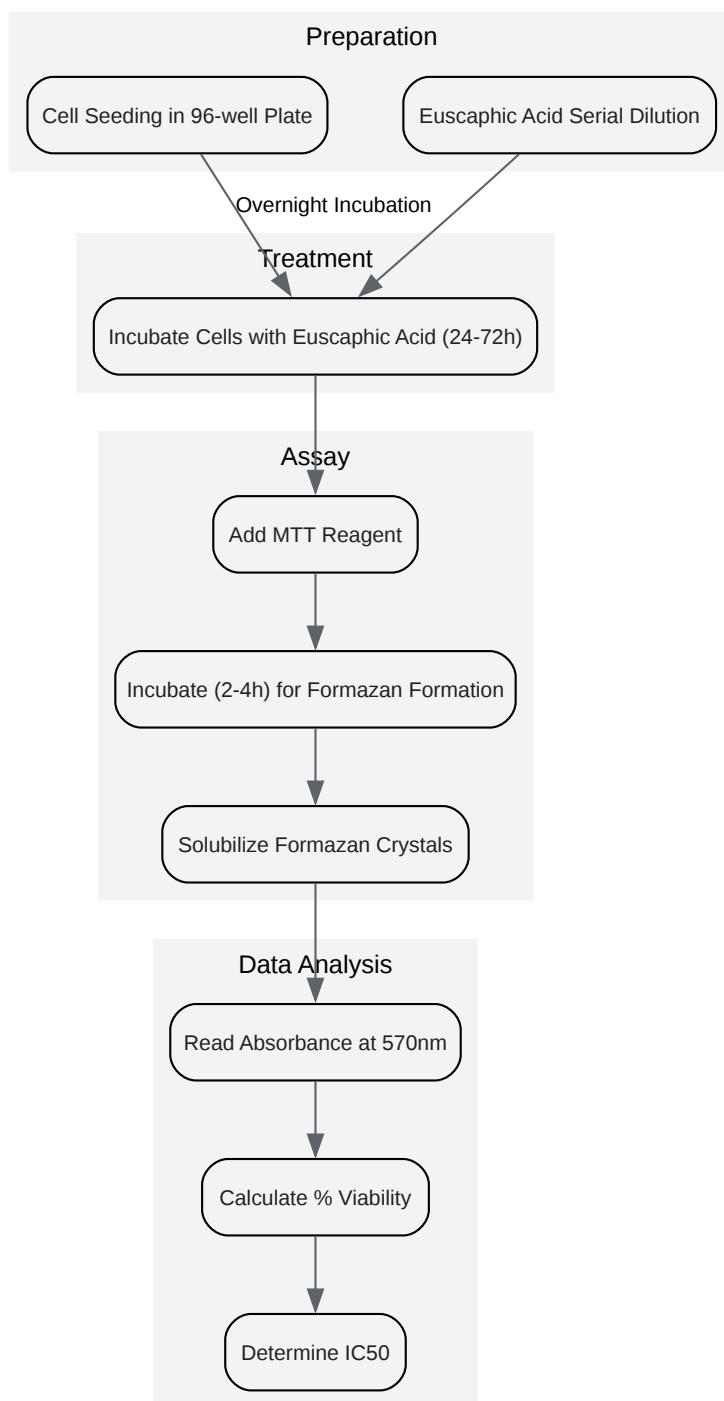 Preparation
Cell Seeding in 96-well Plate
Euscaphic Acid Serial Dilution
Overnight Incubation
Treatment
Incubate Cells with Euscaphic Acid (24-72h)
Assay
Add MTT Reagent
Incubate (2-4h) for Formazan Formation
Solubilize Formazan Crystals
Data Analysis
Read Absorbance at 570nm
Calculate % Viability
Determine IC50